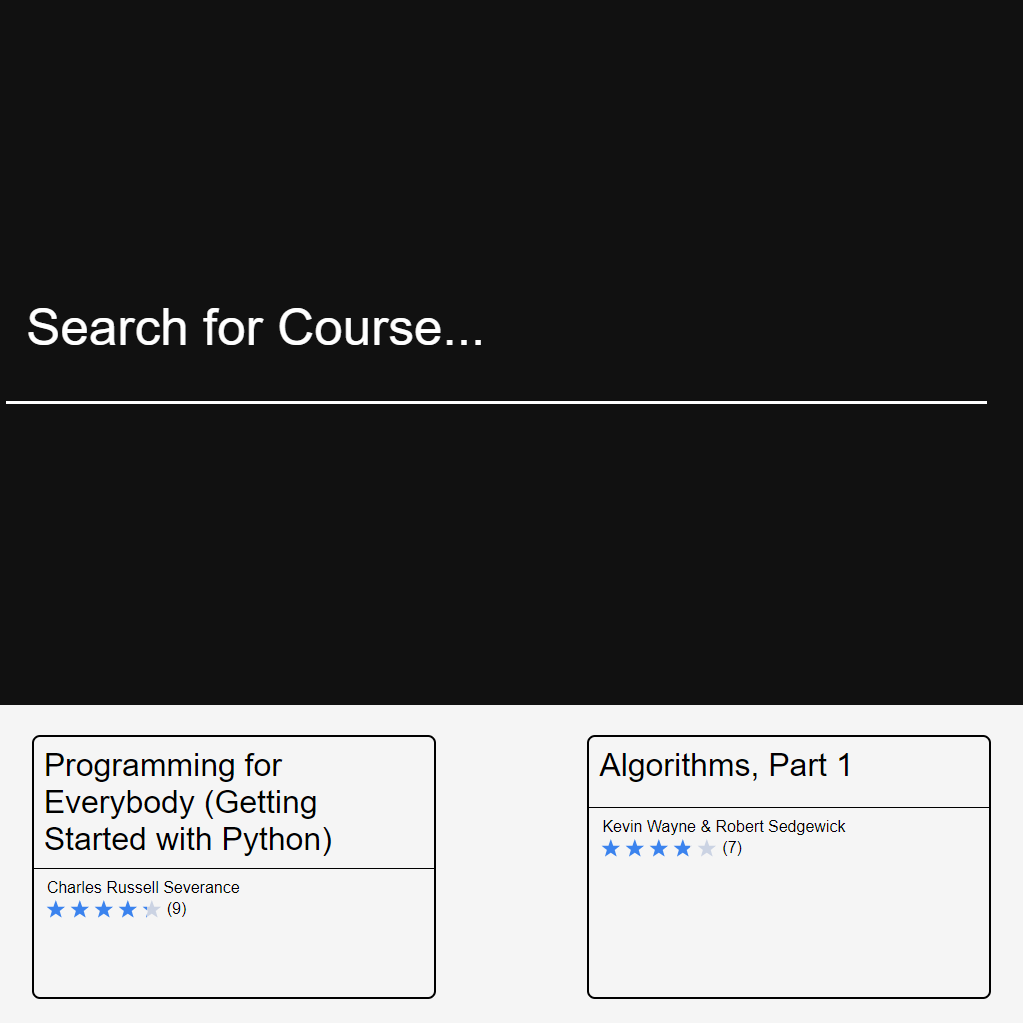 Search for Course...
Programming for
Everybody (Getting
Started with Python)
Charles Russell Severance
(9)
Algorithms, Part 1
Kevin Wayne & Robert Sedgewick
(7)